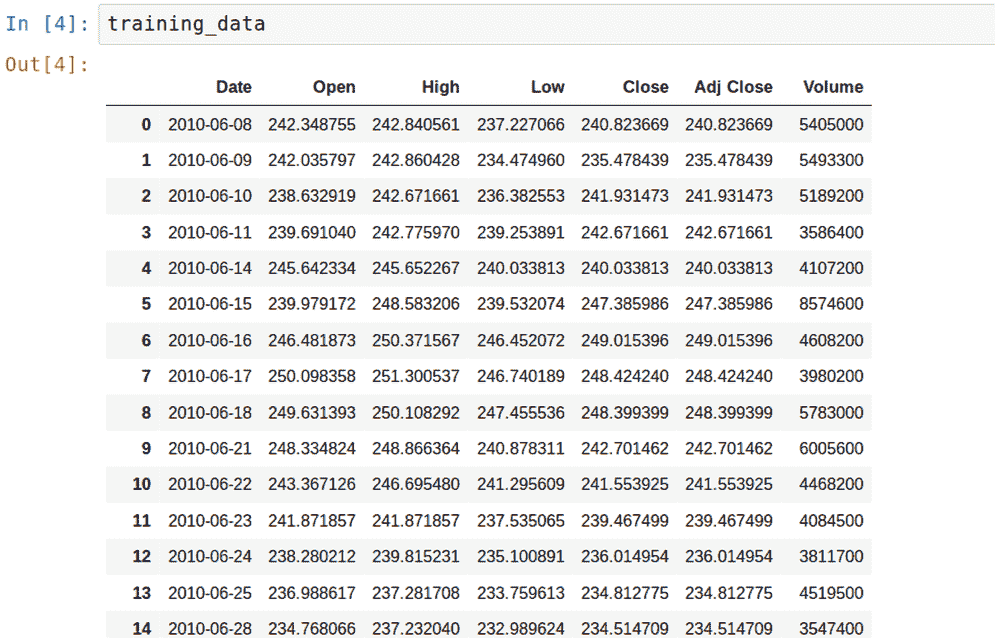 In [4]: training_data
Out[4]:
Date Open High Low Close Adj Close Volume
0 2010-06-08 242.348755 242.840561 237.227066 240.823669 240.823669 5405000
1 2010-06-09 242.035797 242.860428 234.474960 235.478439 235.478439 5493300
2 2010-06-10 238.632919 242.671661 236.382553 241.931473 241.931473 5189200
3 2010-06-11 239.691040 242.775970 239.253891 242.671661 242.671661 3586400
4 2010-06-14 245.642334 245.652267 240.033813 240.033813 240.033813 4107200
5 2010-06-15 239.979172 248.583206 239.532074 247.385986 247.385986 8574600
6 2010-06-16 246.481873 250.371567 246.452072 249.015396 249.015396 4608200
7 2010-06-17 250.098358 251.300537 246.740189 248.424240 248.424240 3980200
8 2010-06-18 249.631393 250.108292 247.455536 248.399399 248.399399 5783000
9 2010-06-21 248.334824 248.866364 240.878311 242.701462 242.701462 6005600
10 2010-06-22 243.367126 246.695480 241.295609 241.553925 241.553925 4468200
11 2010-06-23 241.871857 241.871857 237.535065 239.467499 239.467499 4084500
12 2010-06-24 238.280212 239.815231 235.100891 236.014954 236.014954 3811700
13 2010-06-25 236.988617 237.281708 233.759613 234.812775 234.812775 4519500
14 2010-06-28 234.768066 237.232040 232.989624 234.514709 234.514709 3547400